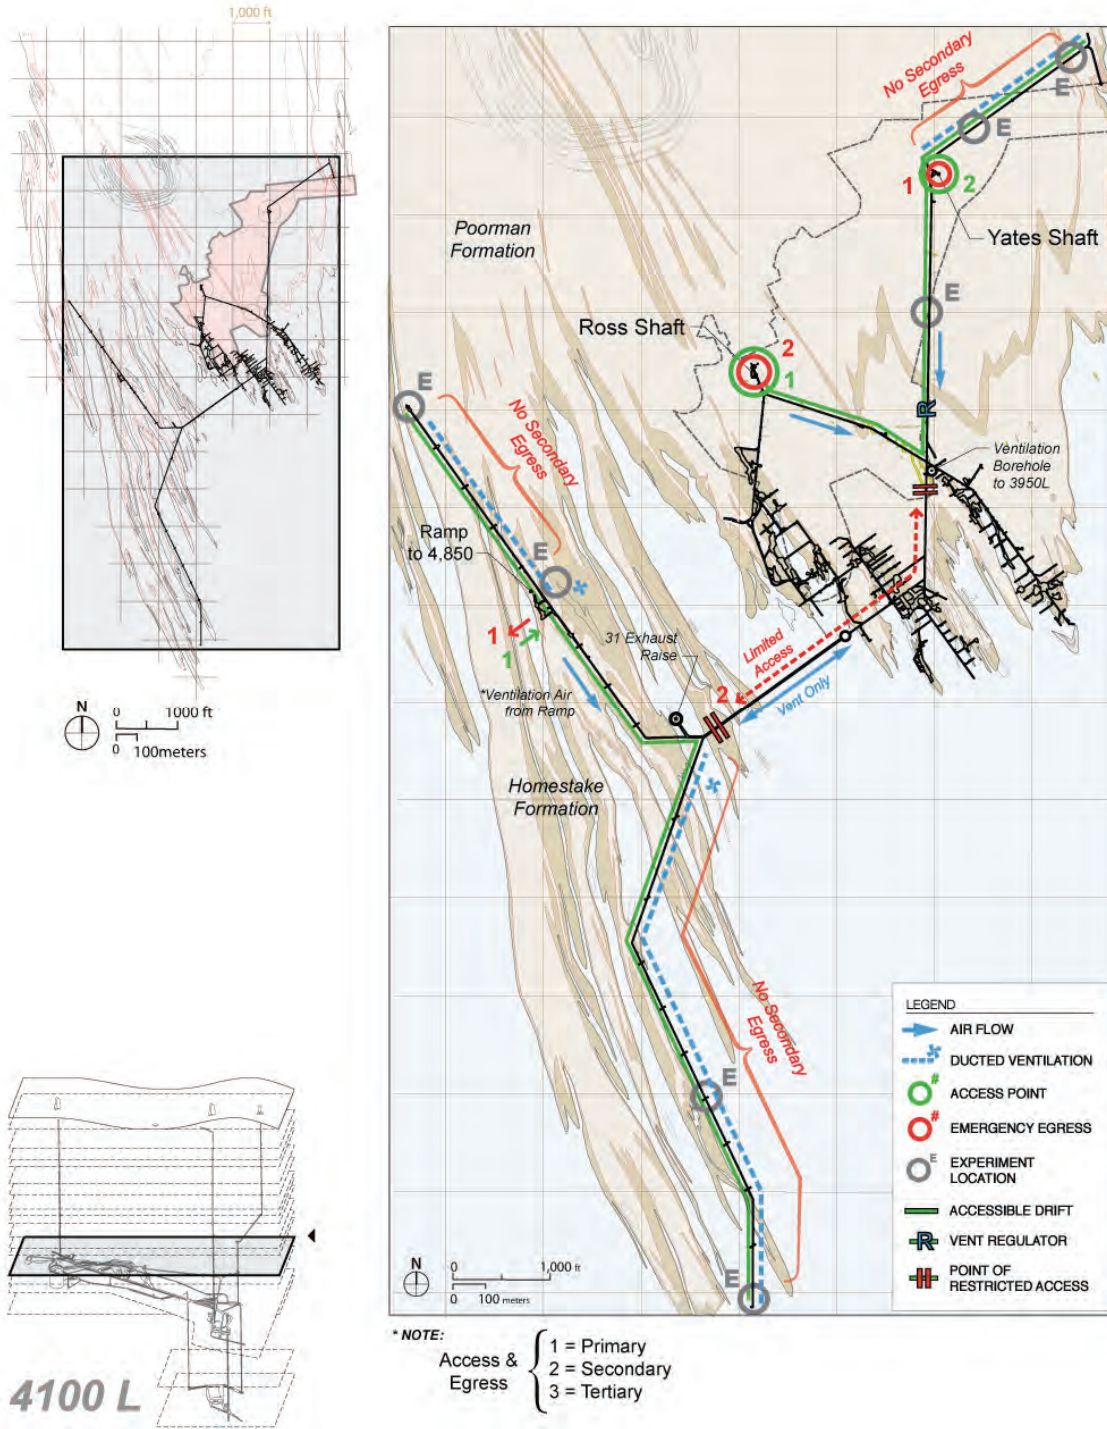 1,000 ft
N
0 1000 ft
0 100meters
4100 L
No Secondary
Egress
E
E
1
2
Yates Shaft
Poorman
Formation
E
Ross Shaft
2
1
R
Ventilation
Borehole
to 3950L
E
No Secondary
Egress
Ramp
to 4,850
E
1
1
31 Exhaust
Raise
Limited
Access
2
Vent Only
*Ventilation Air
from Ramp
Homestake
Formation
No Secondary
Egress
E
E
N
0 1,000 ft
0 100 meters
LEGEND
AIR FLOW
DUCTED VENTILATION
# ACCESS POINT
# EMERGENCY EGRESS
E EXPERIMENT
LOCATION
ACCESSIBLE DRIFT
R VENT REGULATOR
POINT OF
RESTRICTED ACCESS
* NOTE:
Access &
Egress
1 = Primary
2 = Secondary
3 = Tertiary